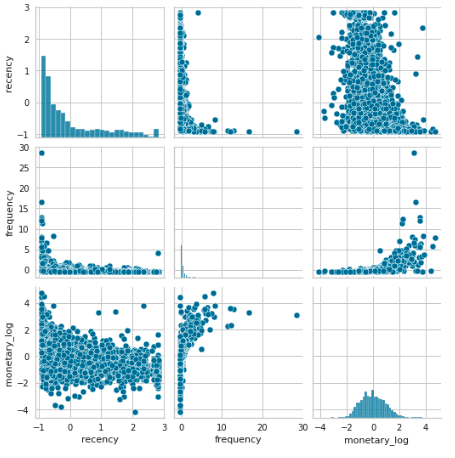 3
2
1
0
−1
recency
30
25
20
15
10
5
0
frequency
4
2
0
−2
−4
monetary_log
−1 0 1 2 3
0 10 20 30
−4 −2 0 2 4
recency frequency monetary_log